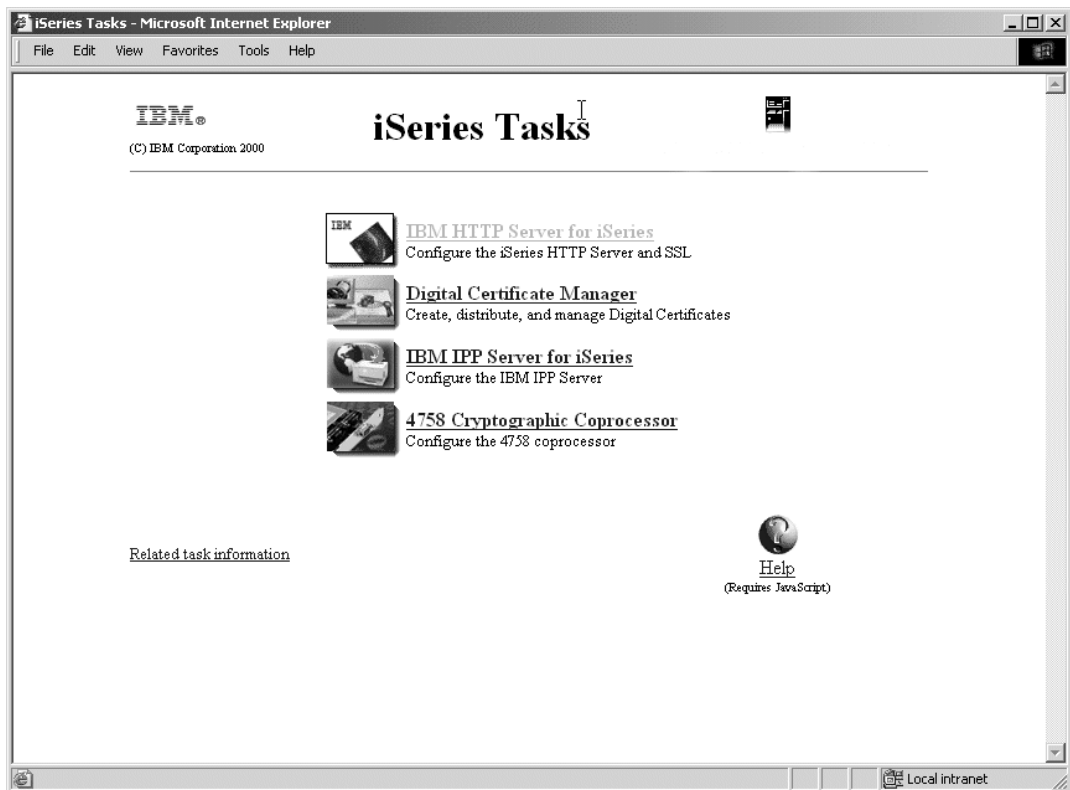 iSeries Tasks - Microsoft Internet Explorer
File Edit View Favorites Tools Help
IBM®
iSeries Tasks
(C) IBM Corporation 2000
IBM
IBM HTTP Server for iSeries
Configure the iSeries HTTP Server and SSL
Digital Certificate Manager
Create, distribute, and manage Digital Certificates
IBM IPP Server for iSeries
Configure the IBM IPP Server
4758 Cryptographic Coprocessor
Configure the 4758 coprocessor
Related task information
?
Help
(Requires JavaScript)
Local intranet